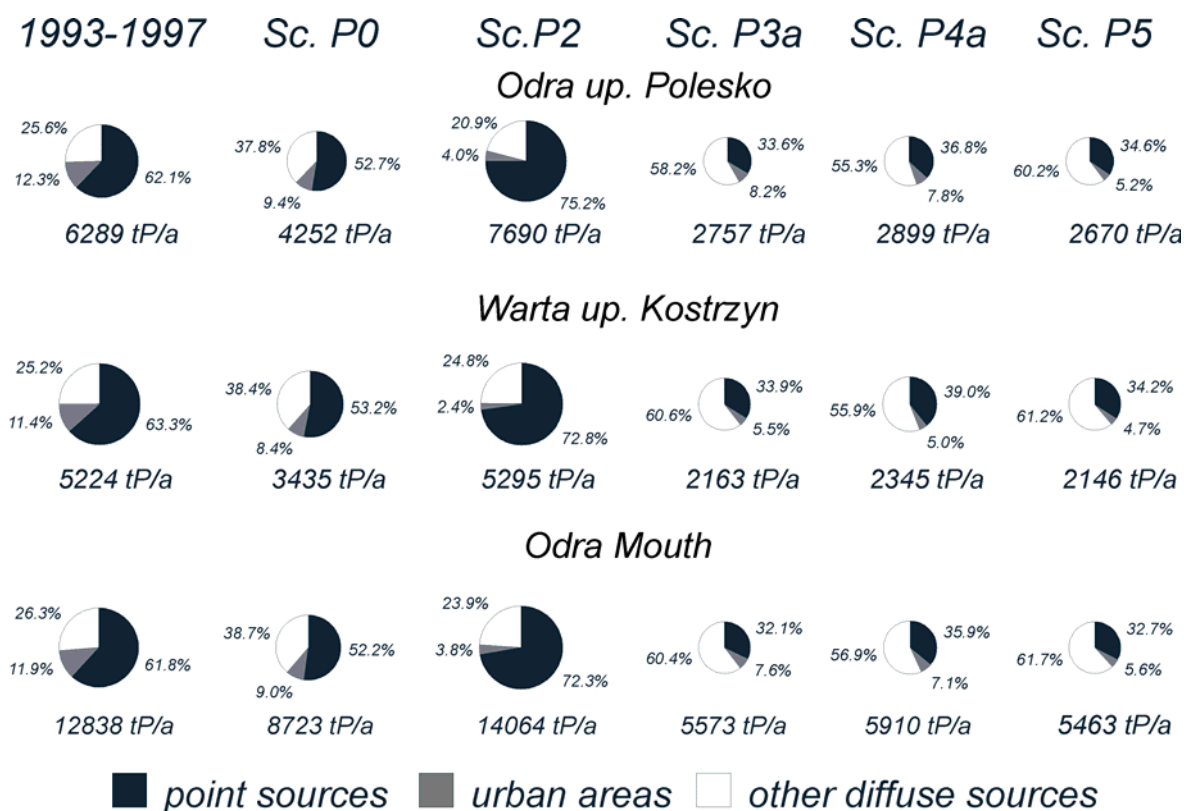 1993-1997 Sc. P0 Sc.P2 Sc. P3a Sc. P4a Sc. P5
Odra up. Polesko
25.6% 12.3% 62.1% 37.8% 9.4% 52.7% 20.9% 4.0% 75.2% 58.2% 33.6% 8.2% 55.3% 36.8% 7.8% 60.2% 34.6% 5.2%
6289 tP/a 4252 tP/a 7690 tP/a 2757 tP/a 2899 tP/a 2670 tP/a
Warta up. Kostrzyn
25.2% 11.4% 63.3% 38.4% 8.4% 53.2% 24.8% 2.4% 72.8% 60.6% 33.9% 5.5% 55.9% 39.0% 5.0% 61.2% 34.2% 4.7%
5224 tP/a 3435 tP/a 5295 tP/a 2163 tP/a 2345 tP/a 2146 tP/a
Odra Mouth
26.3% 11.9% 61.8% 38.7% 9.0% 52.2% 23.9% 3.8% 72.3% 60.4% 32.1% 7.6% 56.9% 35.9% 7.1% 61.7% 32.7% 5.6%
12838 tP/a 8723 tP/a 14064 tP/a 5573 tP/a 5910 tP/a 5463 tP/a
point sources urban areas other diffuse sources